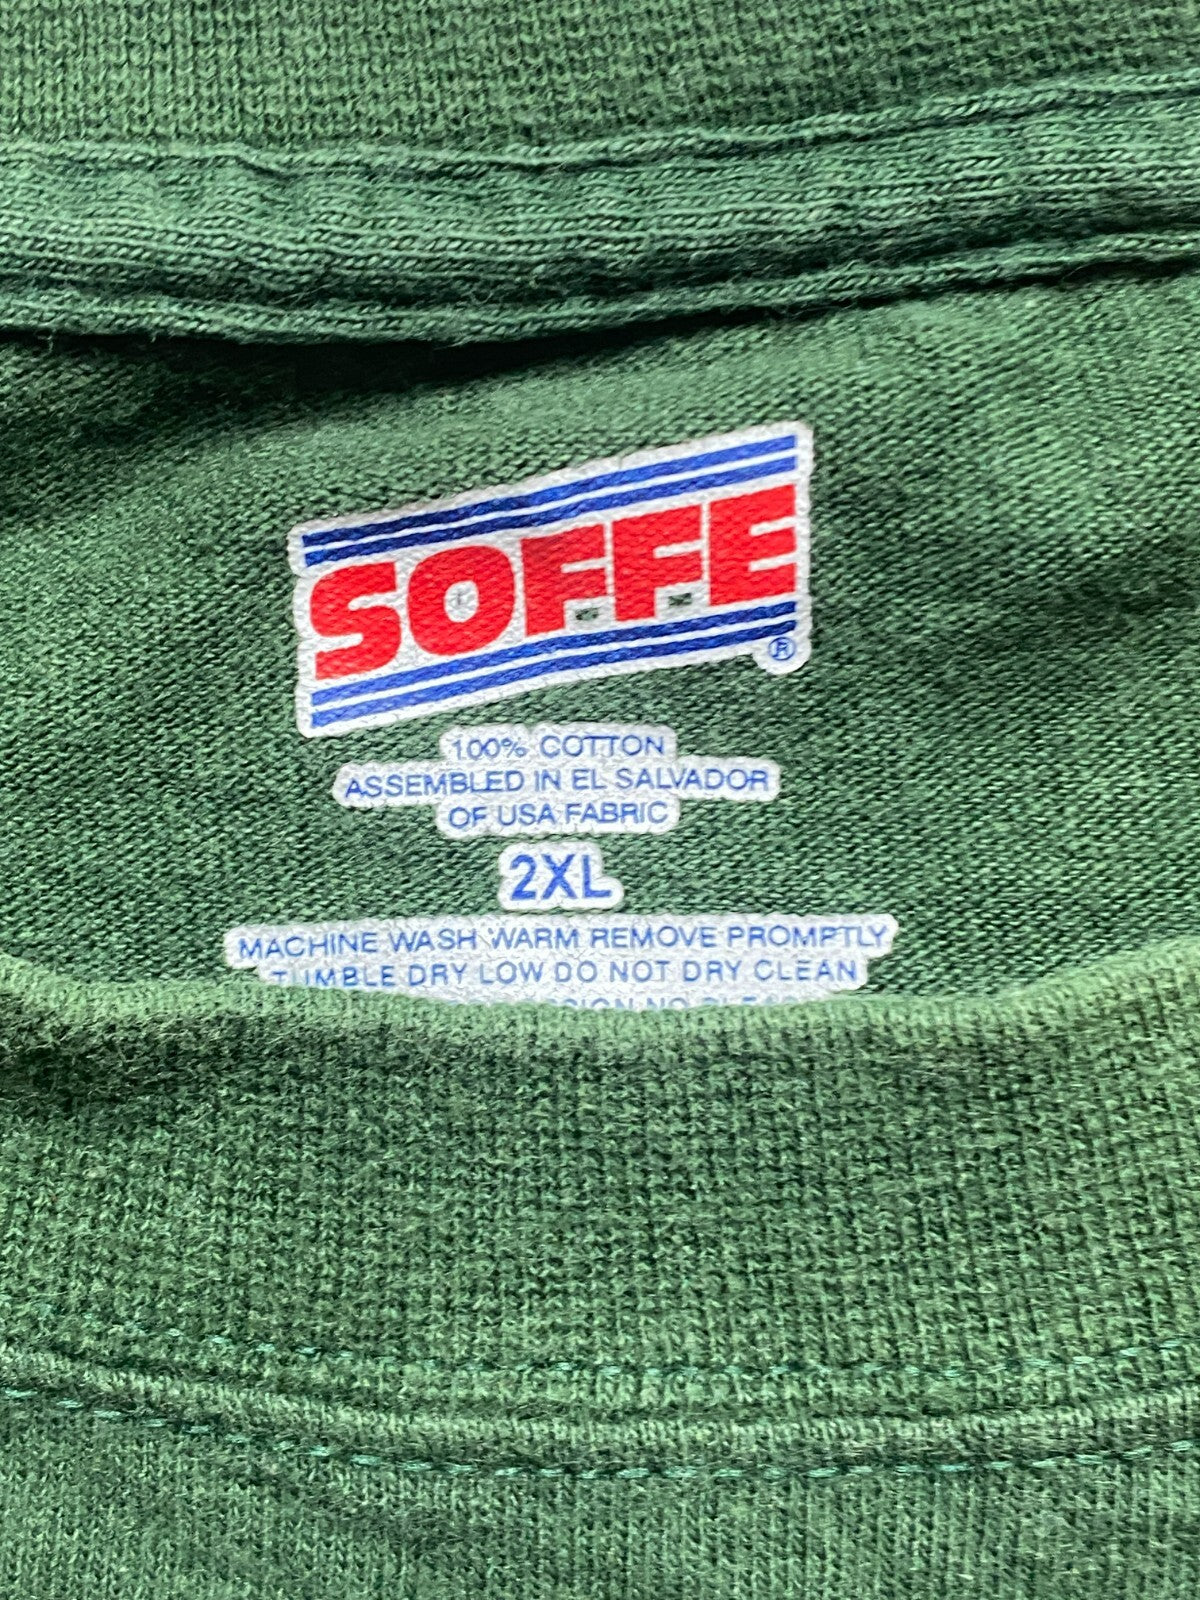 SOFFE
®
100% COTTON
ASSEMBLED IN EL SALVADOR
OF USA FABRIC
2XL
MACHINE WASH WARM REMOVE PROMPTLY
TUMBLE DRY LOW DO NOT DRY CLEAN
NO